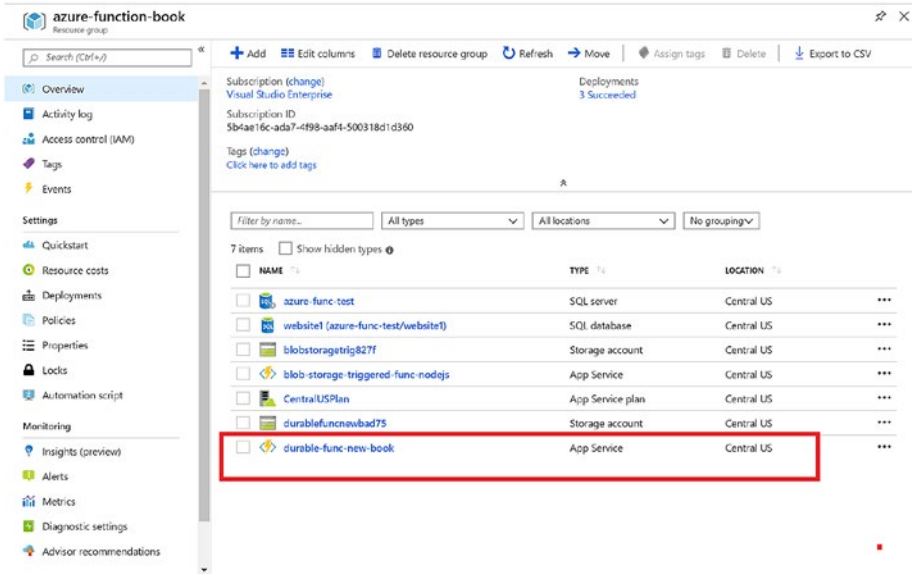 azure-function-book
Resource group
Search (Ctrl+/)
Overview
Activity log
Access control (IAM)
Tags
Events
Settings
Quickstart
Resource costs
Deployments
Policies
Properties
Locks
Automation script
Monitoring
Insights (preview)
Alerts
Metrics
Diagnostic settings
Advisor recommendations
Add Edit columns Delete resource group Refresh Move Assign tags Delete Export to CSV
Subscription (change)
Visual Studio Enterprise
Deployments
3 Succeeded
Subscription ID
5b4ae16c-ada7-4f98-aaf4-500318d1d360
Tags (change)
Click here to add tags
Filter by name... All types All locations No grouping
7 items Show hidden types
NAME TYPE LOCATION
azure-func-test SQL server Central US
website1 (azure-func-test/website1) SQL database Central US
blobstoragetrig827f Storage account Central US
blob-storage-triggered-func-nodejs App Service Central US
CentralUSPlan App Service plan Central US
durablefuncnewbad75 Storage account Central US
durable-func-new-book App Service Central US